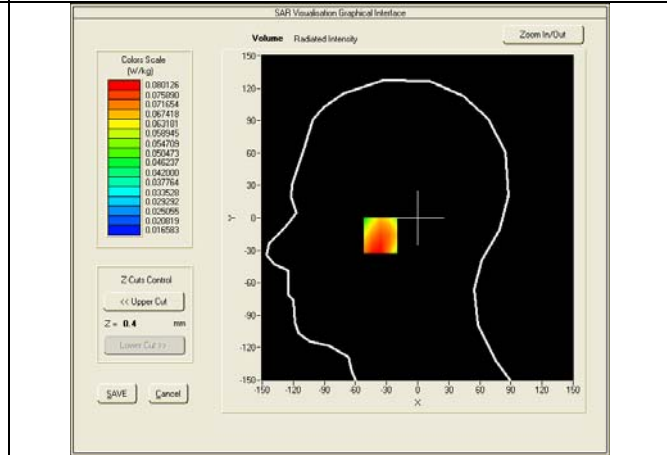 SAR Visualisation Graphical Interface
Volume Radiated Intensity
Zoom In/Out
Colors Scale
(W/kg)
0.080126
0.075890
0.071654
0.067418
0.063181
0.058945
0.054709
0.050473
0.046237
0.042000
0.037764
0.033528
0.029292
0.025055
0.020819
0.016583
Z Cuts Control
<< Upper Cut
Z = 0.4 mm
Lower Cut >>
SAVE Cancel
150
120
90
60
30
0
-30
-60
-90
-120
-150
Y
-150 -120 -90 -60 -30 0 30 60 90 120 150
X